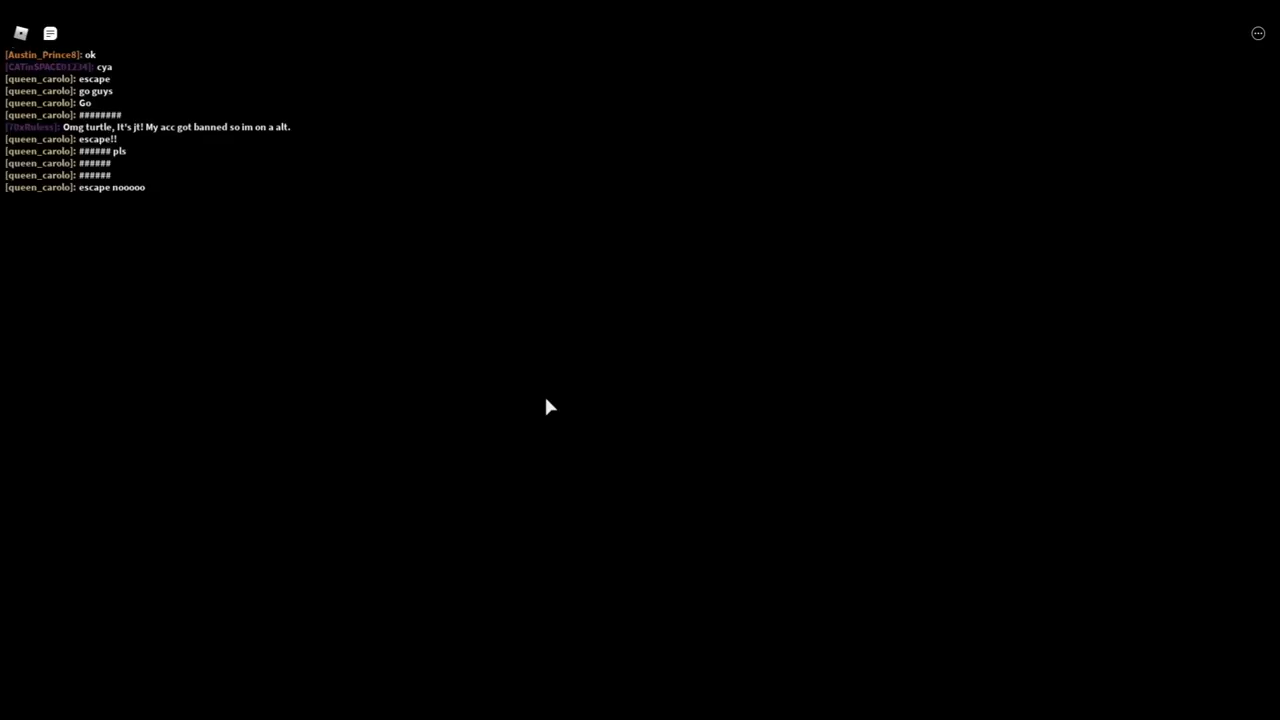 [Austin_Prince8]: ok
[CATinSPACE01234]: cya
[queen_carolo]: escape
[queen_carolo]: go guys
[queen_carolo]: Go
[queen_carolo]: ########
Omg turtle, It's jt! My acc got banned so im on a alt.
[queen_carolo]: escape!!
[queen_carolo]: ###### pls
[queen_carolo]: ######
[queen_carolo]: ######
[queen_carolo]: escape nooooo